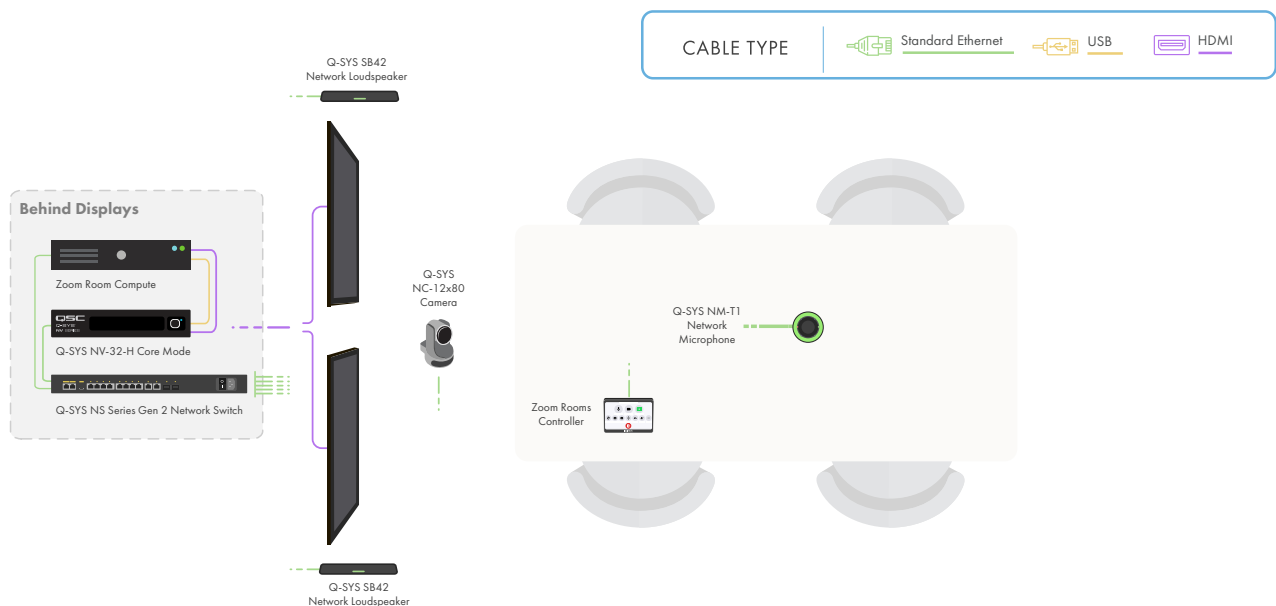 CABLE TYPE
Standard Ethernet
USB
HDMI
Q-SYS SB42
Network Loudspeaker
Behind Displays
Zoom Room Compute
QSC
Q-SYS
NV-32-H Core Mode
Q-SYS NS Series Gen 2 Network Switch
Q-SYS
NC-12x80
Camera
Q-SYS NM-T1
Network
Microphone
Zoom Rooms
Controller
Q-SYS SB42
Network Loudspeaker